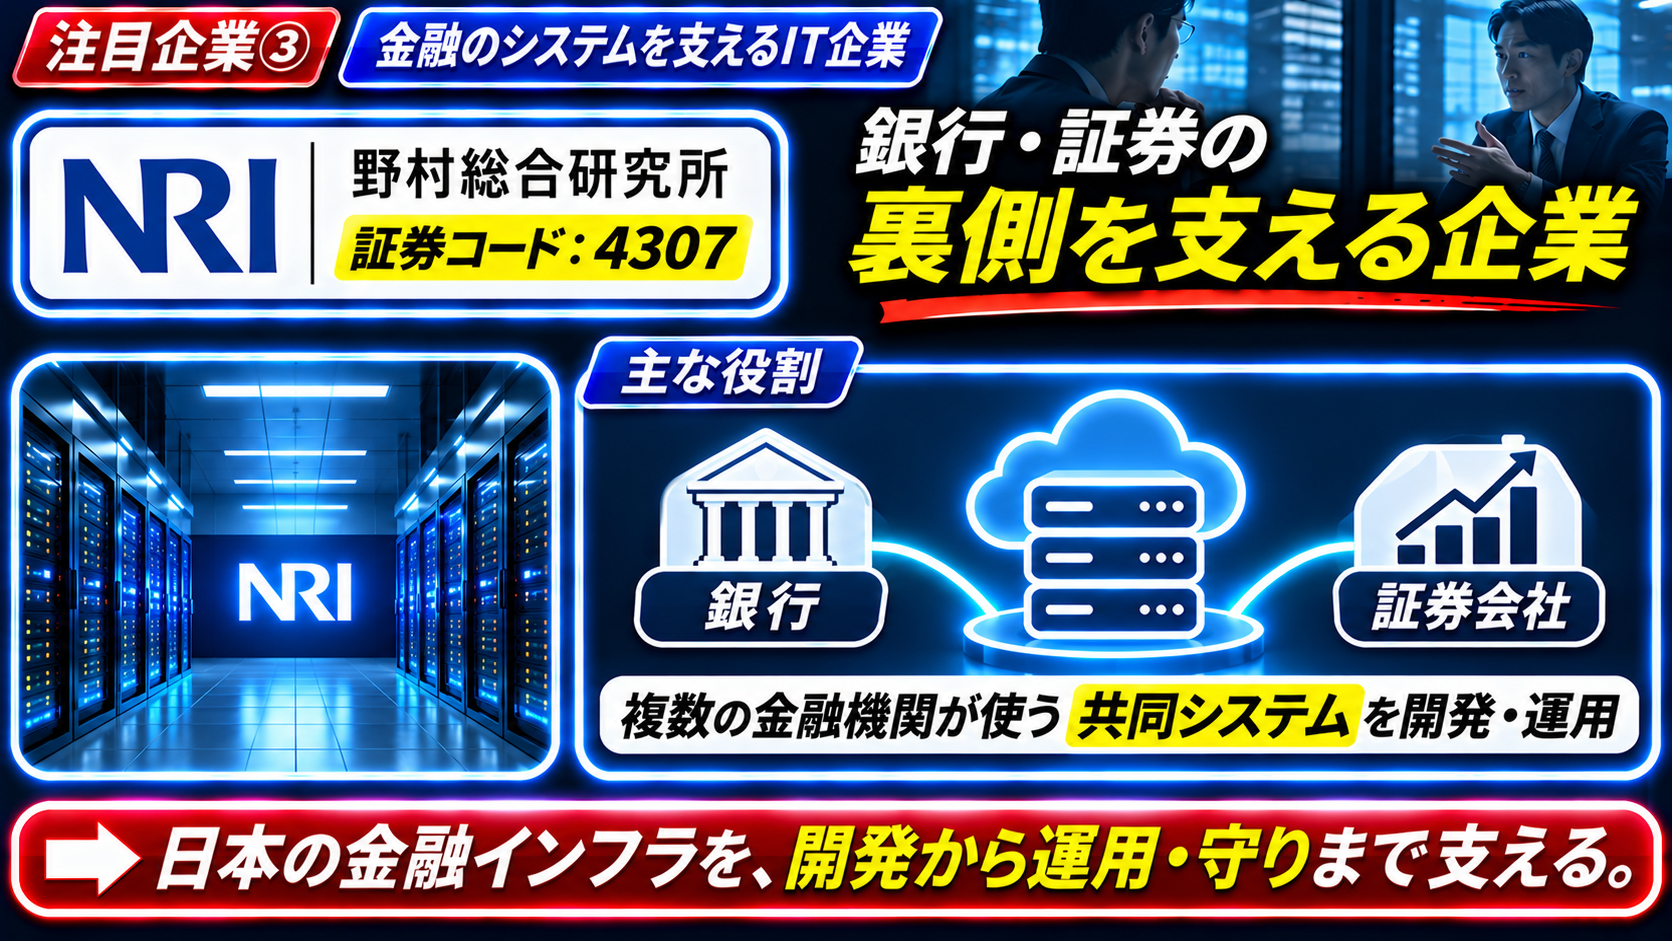 注目企業③
金融のシステムを支えるIT企業
NRI
野村総合研究所
証券コード：4307
銀行・証券の
裏側を支える企業
NRI
主な役割
銀行
証券会社
複数の金融機関が使う共同システムを開発・運用
日本の金融インフラを、開発から運用・守りまで支える。